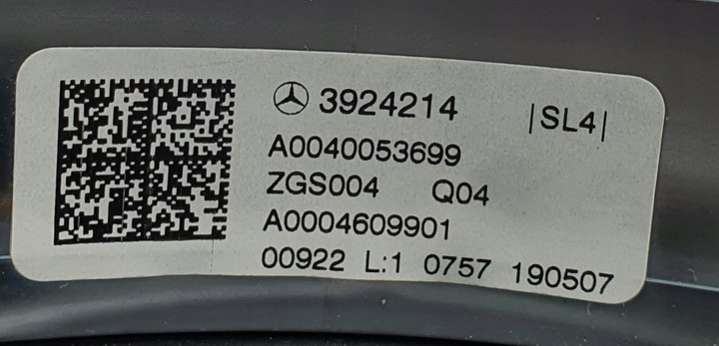 3924214 |SL4|
A0040053699
ZGS004 Q04
A0004609901
00922 L:1 0757 190507